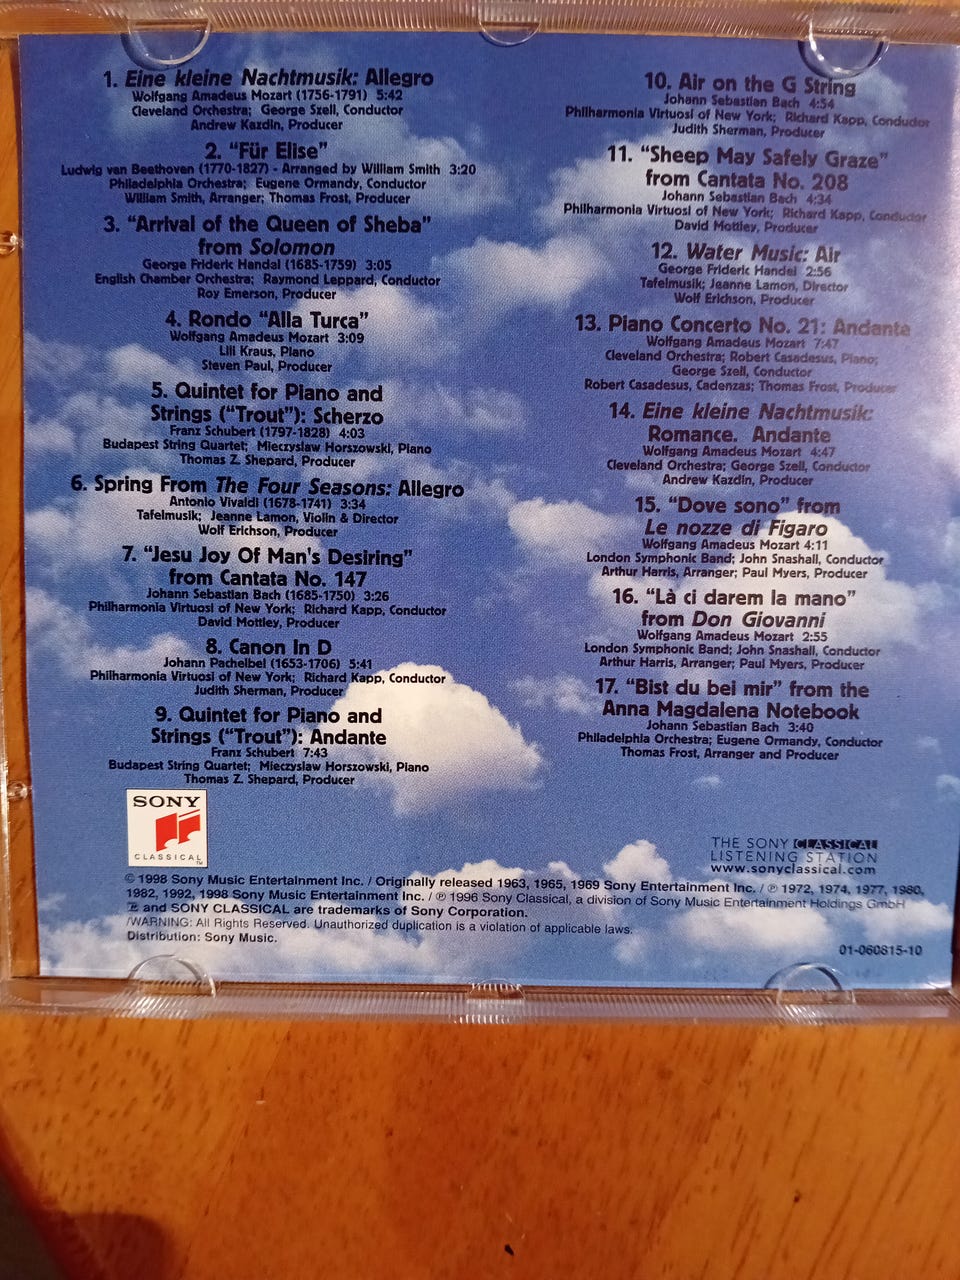 1. Eine kleine Nachtmusik: Allegro
Wolfgang Amadeus Mozart (1756-1791) 5:42
Cleveland Orchestra; George Szell, Conductor
Andrew Kazdin, Producer
2. “Für Elise”
Ludwig van Beethoven (1770-1827) - Arranged by William Smith 3:20
Philadelphia Orchestra; Eugene Ormandy, Conductor
William Smith, Arranger; Thomas Frost, Producer
3. “Arrival of the Queen of Sheba”
from Solomon
George Frideric Handel (1685-1759) 3:05
English Chamber Orchestra; Raymond Leppard, Conductor
Roy Emerson, Producer
4. Rondo “Alla Turca”
Wolfgang Amadeus Mozart 3:09
Lili Kraus, Piano
Steven Paul, Producer
5. Quintet for Piano and
Strings (“Trout”): Scherzo
Franz Schubert (1797-1828) 4:03
Budapest String Quartet; Mieczyslaw Horszowski, Piano
Thomas Z. Shepard, Producer
6. Spring From The Four Seasons: Allegro
Antonio Vivaldi (1678-1741) 3:34
Tafelmusik; Jeanne Lamon, Violin & Director
Wolf Erichson, Producer
7. “Jesu Joy Of Man's Desiring”
from Cantata No. 147
Johann Sebastian Bach (1685-1750) 3:26
Philharmonia Virtuosi of New York; Richard Kapp, Conductor
David Mottley, Producer
8. Canon In D
Johann Pachelbel (1653-1706) 5:41
Philharmonia Virtuosi of New York; Richard Kapp, Conductor
Judith Sherman, Producer
9. Quintet for Piano and
Strings (“Trout”): Andante
Franz Schubert 7:43
Budapest String Quartet; Mieczyslaw Horszowski, Piano
Thomas Z. Shepard, Producer
10. Air on the G String
Johann Sebastian Bach 4:54
Philharmonia Virtuosi of New York; Richard Kapp, Conductor
Judith Sherman, Producer
11. “Sheep May Safely Graze”
from Cantata No. 208
Johann Sebastian Bach 4:34
Philharmonia Virtuosi of New York; Richard Kapp, Conductor
David Mottley, Producer
12. Water Music: Air
George Frideric Handel 2:56
Tafelmusik; Jeanne Lamon, Director
Wolf Erichson, Producer
13. Piano Concerto No. 21: Andante
Wolfgang Amadeus Mozart 7:47
Cleveland Orchestra; Robert Casadesus, Piano;
George Szell, Conductor
Robert Casadesus, Cadenzas; Thomas Frost, Producer
14. Eine kleine Nachtmusik:
Romance. Andante
Wolfgang Amadeus Mozart 4:47
Cleveland Orchestra; George Szell, Conductor
Andrew Kazdin, Producer
15. “Dove sono” from
Le nozze di Figaro
Wolfgang Amadeus Mozart 4:11
London Symphonic Band; John Snashall, Conductor
Arthur Harris, Arranger; Paul Myers, Producer
16. “Là ci darem la mano”
from Don Giovanni
Wolfgang Amadeus Mozart 2:55
London Symphonic Band; John Snashall, Conductor
Arthur Harris, Arranger; Paul Myers, Producer
17. “Bist du bei mir” from the
Anna Magdalena Notebook
Johann Sebastian Bach 3:40
Philadelphia Orchestra; Eugene Ormandy, Conductor
Thomas Frost, Arranger and Producer
SONY
CLASSICAL
TM
THE SONY CLASSICAL
LISTENING STATION
www.sonyclassical.com
© 1998 Sony Music Entertainment Inc. / Originally released 1963, 1965, 1969 Sony Entertainment Inc. / ℗ 1972, 1974, 1977, 1980,
1982, 1992, 1998 Sony Music Entertainment Inc. / ℗ 1996 Sony Classical, a division of Sony Music Entertainment Holdings GmbH
and SONY CLASSICAL are trademarks of Sony Corporation.
/WARNING: All Rights Reserved. Unauthorized duplication is a violation of applicable laws.
Distribution: Sony Music.
01-060815-10